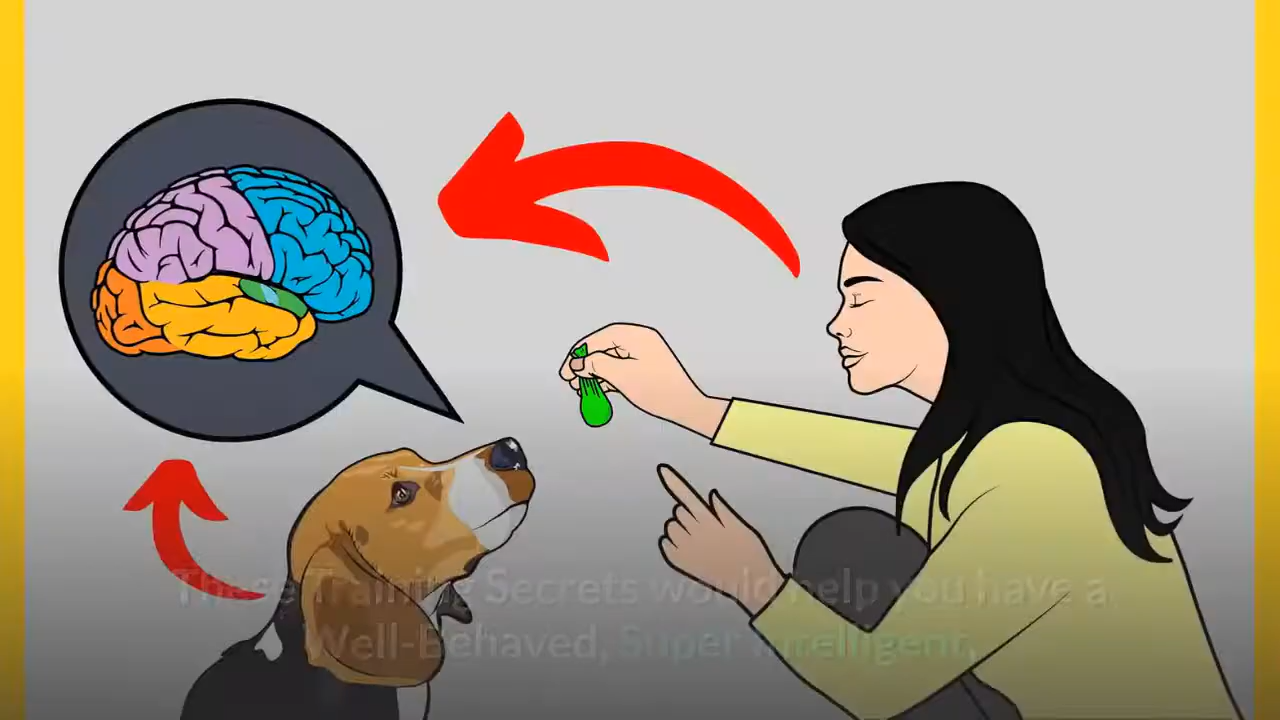 These Training Secrets would help you have a
Well-Behaved, Super Intelligent,